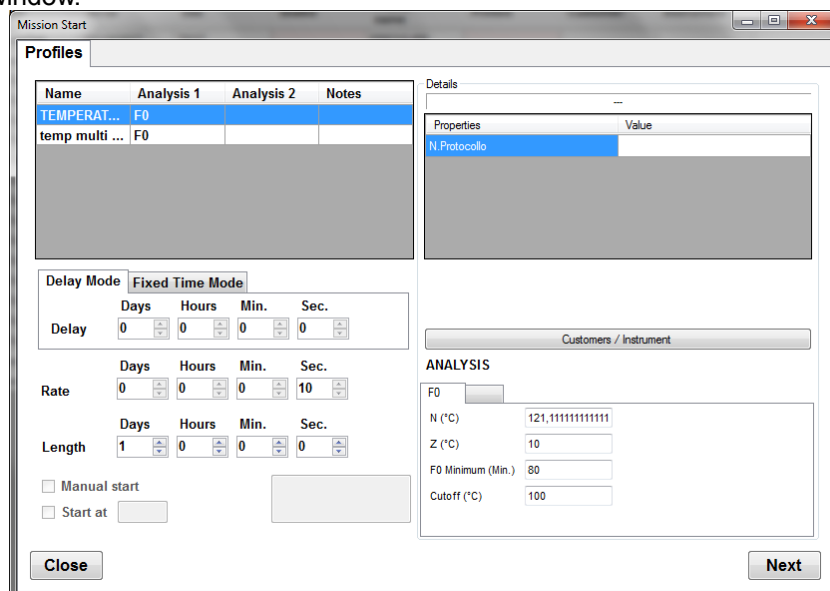 window.
Mission Start
Profiles
Name Analysis 1 Analysis 2 Notes
TEMPERAT... F0
temp multi ... F0
Delay Mode Fixed Time Mode
Days Hours Min. Sec.
Delay 0 0 0 0
Days Hours Min. Sec.
Rate 0 0 0 10
Days Hours Min. Sec.
Length 1 0 0 0
Manual start
Start at
Close
Details
---
Properties Value
N.Protocollo
Customers / Instrument
ANALYSIS
F0
N (°C) 121,111111111111
Z (°C) 10
F0 Minimum (Min.) 80
Cutoff (°C) 100
Next